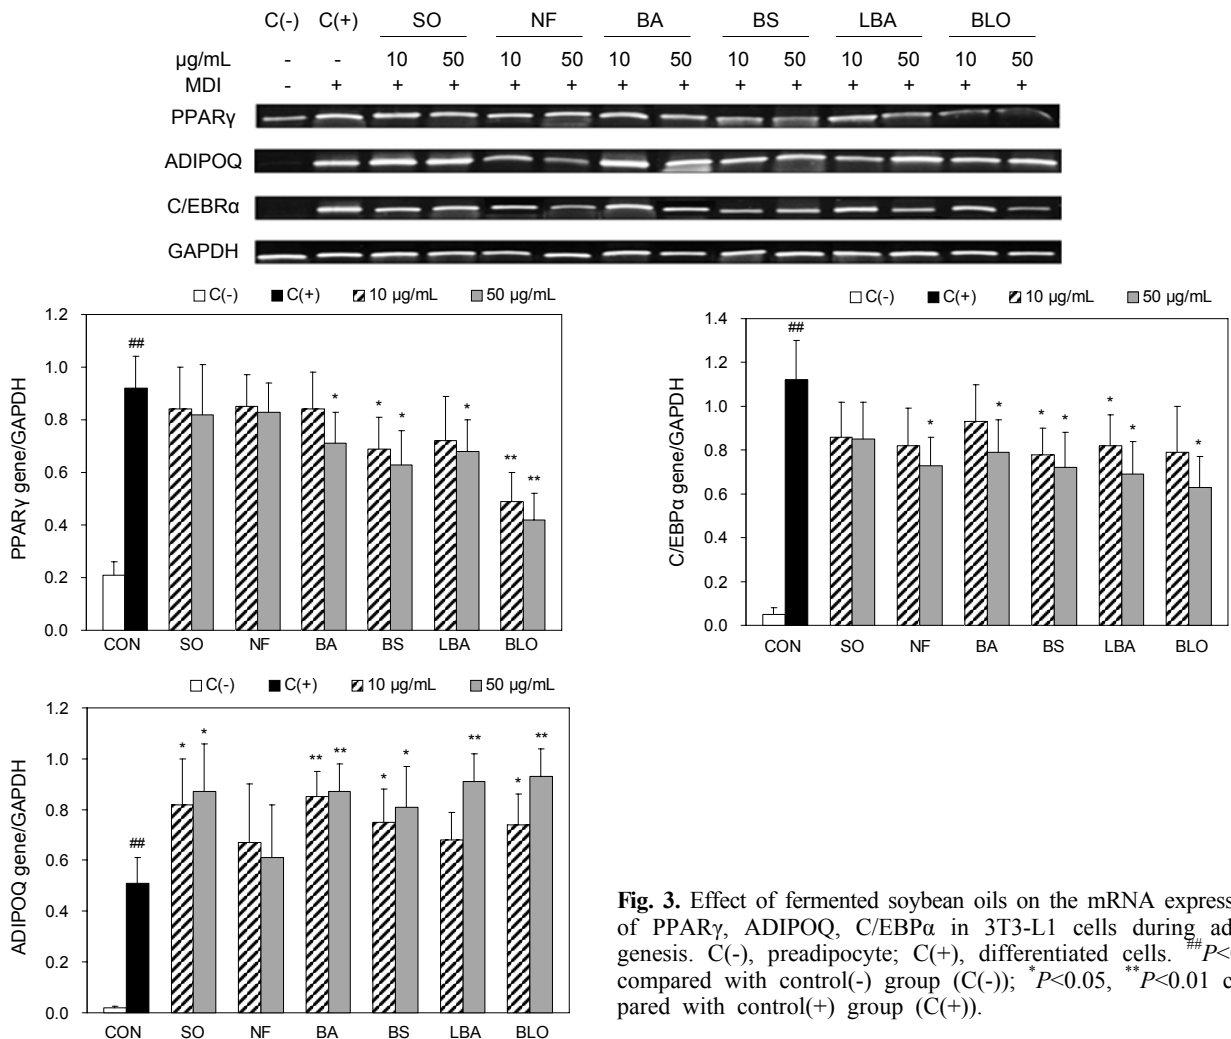 C(-) C(+) SO NF BA BS LBA BLO
µg/mL - - 10 50 10 50 10 50 10 50 10 50 10 50
MDI - + + + + + + + + + + + + +
PPARγ
ADIPOQ
C/EBRα
GAPDH
C(-) C(+) 10 µg/mL 50 µg/mL
PPARγ gene/GAPDH
1.2
1.0
0.8
0.6
0.4
0.2
0.0
##
* * * * ** **
CON SO NF BA BS LBA BLO
C(-) C(+) 10 µg/mL 50 µg/mL
C/EBPα gene/GAPDH
1.4
1.2
1.0
0.8
0.6
0.4
0.2
0.0
##
* * * * * * *
CON SO NF BA BS LBA BLO
C(-) C(+) 10 µg/mL 50 µg/mL
ADIPOQ gene/GAPDH
1.2
1.0
0.8
0.6
0.4
0.2
0.0
##
* * ** ** * * ** * **
CON SO NF BA BS LBA BLO
Fig. 3. Effect of fermented soybean oils on the mRNA express
of PPARγ, ADIPOQ, C/EBPα in 3T3-L1 cells during ad
genesis. C(-), preadipocyte; C(+), differentiated cells. ##P<
compared with control(-) group (C(-)); *P<0.05, **P<0.01 c
pared with control(+) group (C(+)).